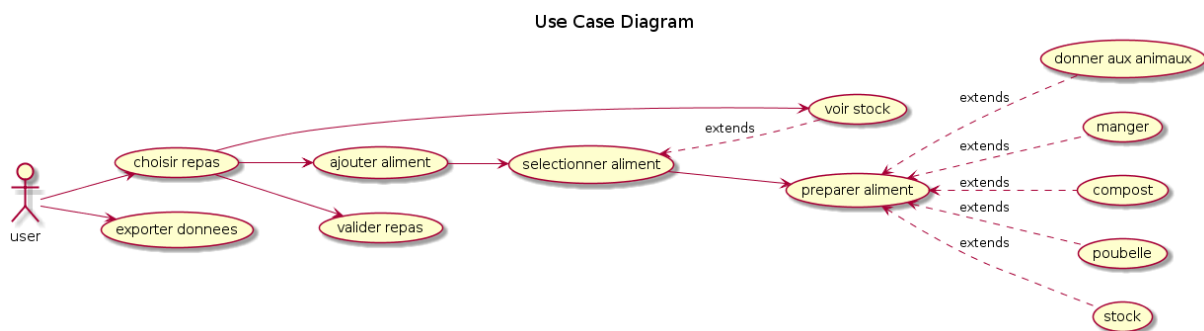 Use Case Diagram
donner aux animaux
extends
voir stock
manger
extends
extends
choisir repas
ajouter aliment
selectionner aliment
preparer aliment
extends
compost
extends
user
exporter donnees
valider repas
extends
poubelle
stock